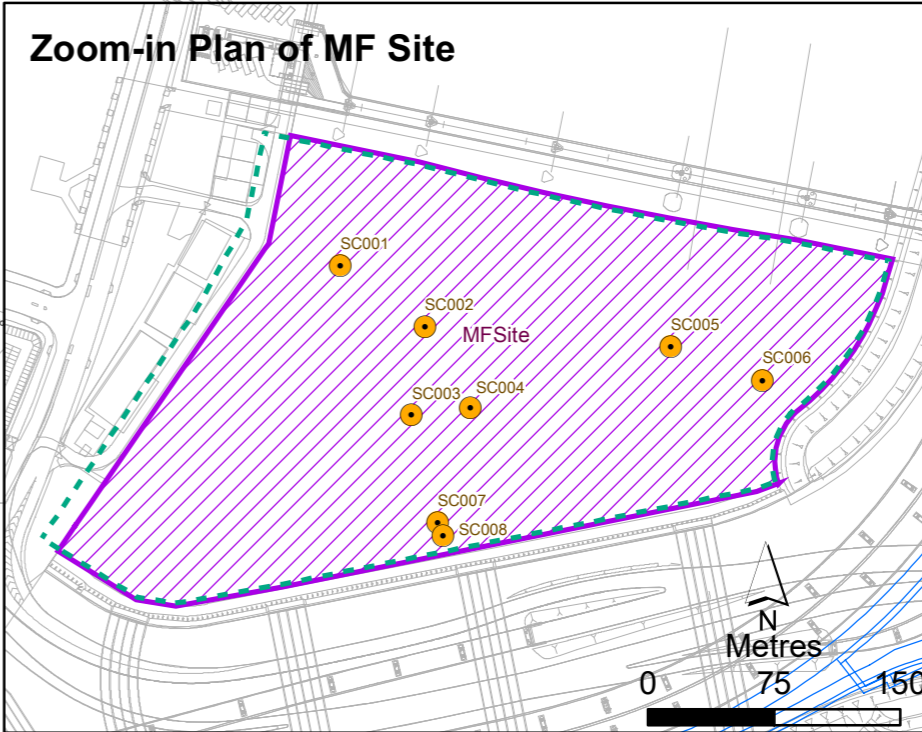 Zoom-in Plan of MF Site
SC001
SC002
MFSite
SC005
SC006
SC003
SC004
SC007
SC008
N
Metres
0 75 150